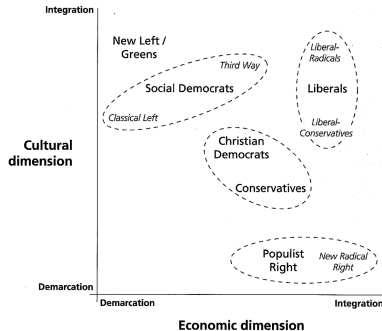 Integration
New Left /
Greens
Liberal-
Radicals
Third Way
Social Democrats
Liberals
Classical Left
Liberal-
Conservatives
Cultural
dimension
Christian
Democrats
Conservatives
Populist
Right
New Radical
Right
Demarcation
Demarcation
Integration
Economic dimension